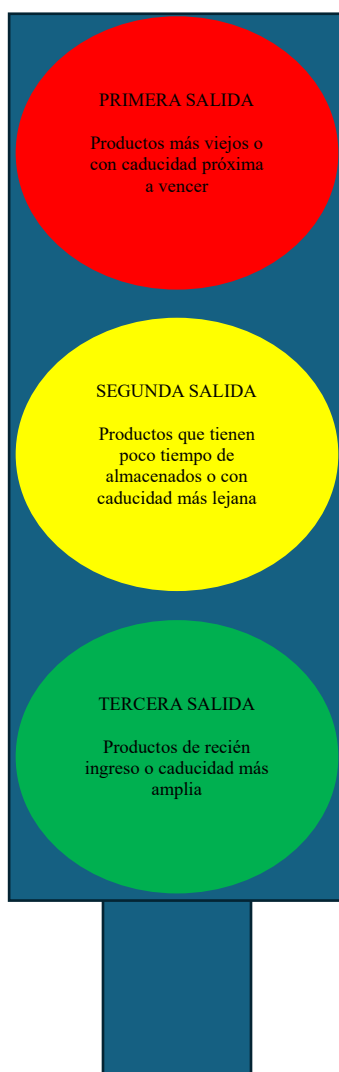 PRIMERA SALIDA
Productos más viejos o
con caducidad próxima
a vencer
SEGUNDA SALIDA
Productos que tienen
poco tiempo de
almacenados o con
caducidad más lejana
TERCERA SALIDA
Productos de recién
ingreso o caducidad más
amplia